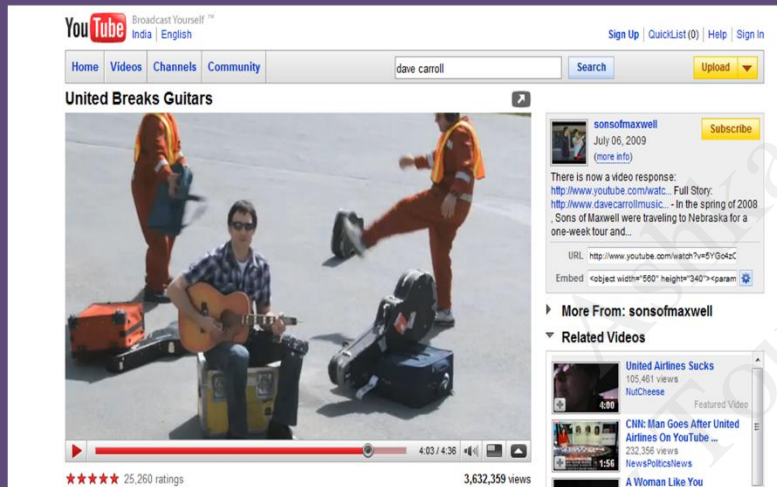 You Tube Broadcast Yourself ™
India | English
Sign Up | QuickList (0) | Help | Sign In
Home Videos Channels Community dave carroll Search Upload
United Breaks Guitars
sonsofmaxwell
Subscribe
July 06, 2009
(more info)
There is now a video response:
http://www.youtube.com/watc... Full Story:
http://www.davecarrollmusic... - In the spring of 2008
, Sons of Maxwell were traveling to Nebraska for a
one-week tour and...
URL http://www.youtube.com/watch?v=5YGc4zC
Embed <object width="560" height="340"><param
More From: sonsofmaxwell
Related Videos
United Airlines Sucks
105,461 views
NutCheese
4:00 Featured Video
CNN: Man Goes After United
Airlines On YouTube ...
232,356 views
1:56 NewsPoliticsNews
A Woman Like You
4:03 / 4:36
25,260 ratings 3,632,359 views